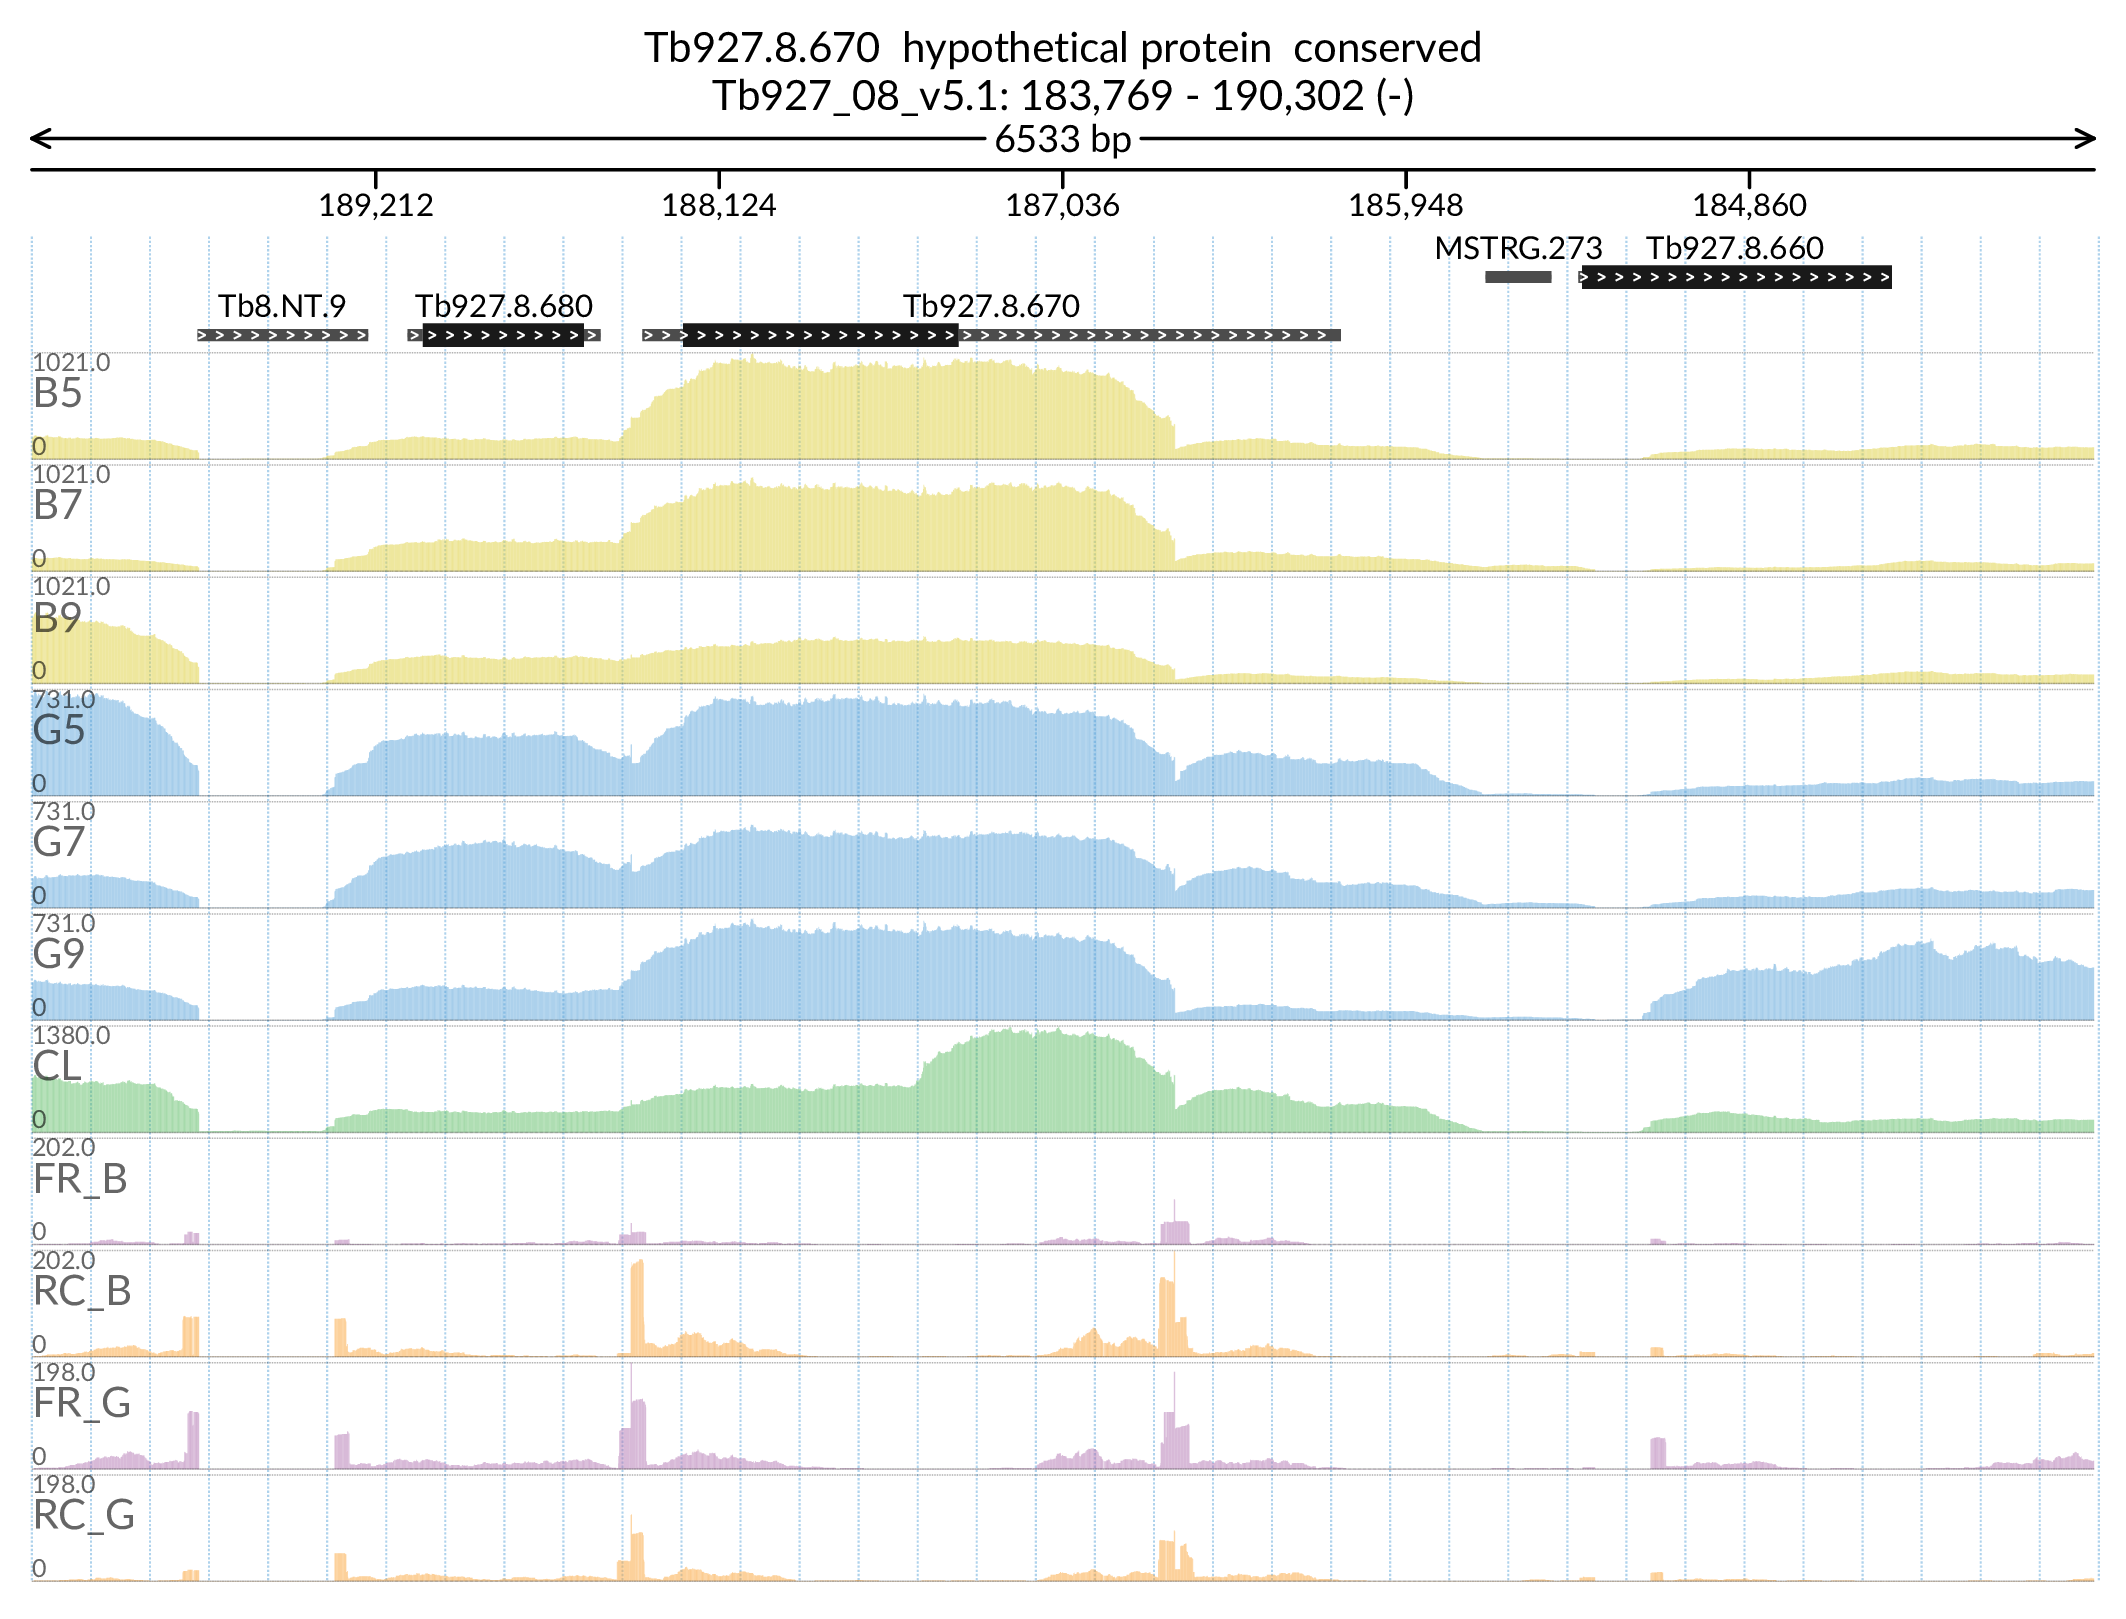 Tb927.8.670  hypothetical protein  conserved
Tb927_08_v5.1: 183,769 - 190,302 (-)
6533 bp
189,212 188,124 187,036 185,948 184,860
MSTRG.273 Tb927.8.660
Tb8.NT.9 Tb927.8.680 Tb927.8.670
1021.0
B5
0
1021.0
B7
0
1021.0
B9
0
731.0
G5
0
731.0
G7
0
731.0
G9
0
1380.0
CL
0
202.0
FR_B
0
202.0
RC_B
0
198.0
FR_G
0
198.0
RC_G
0